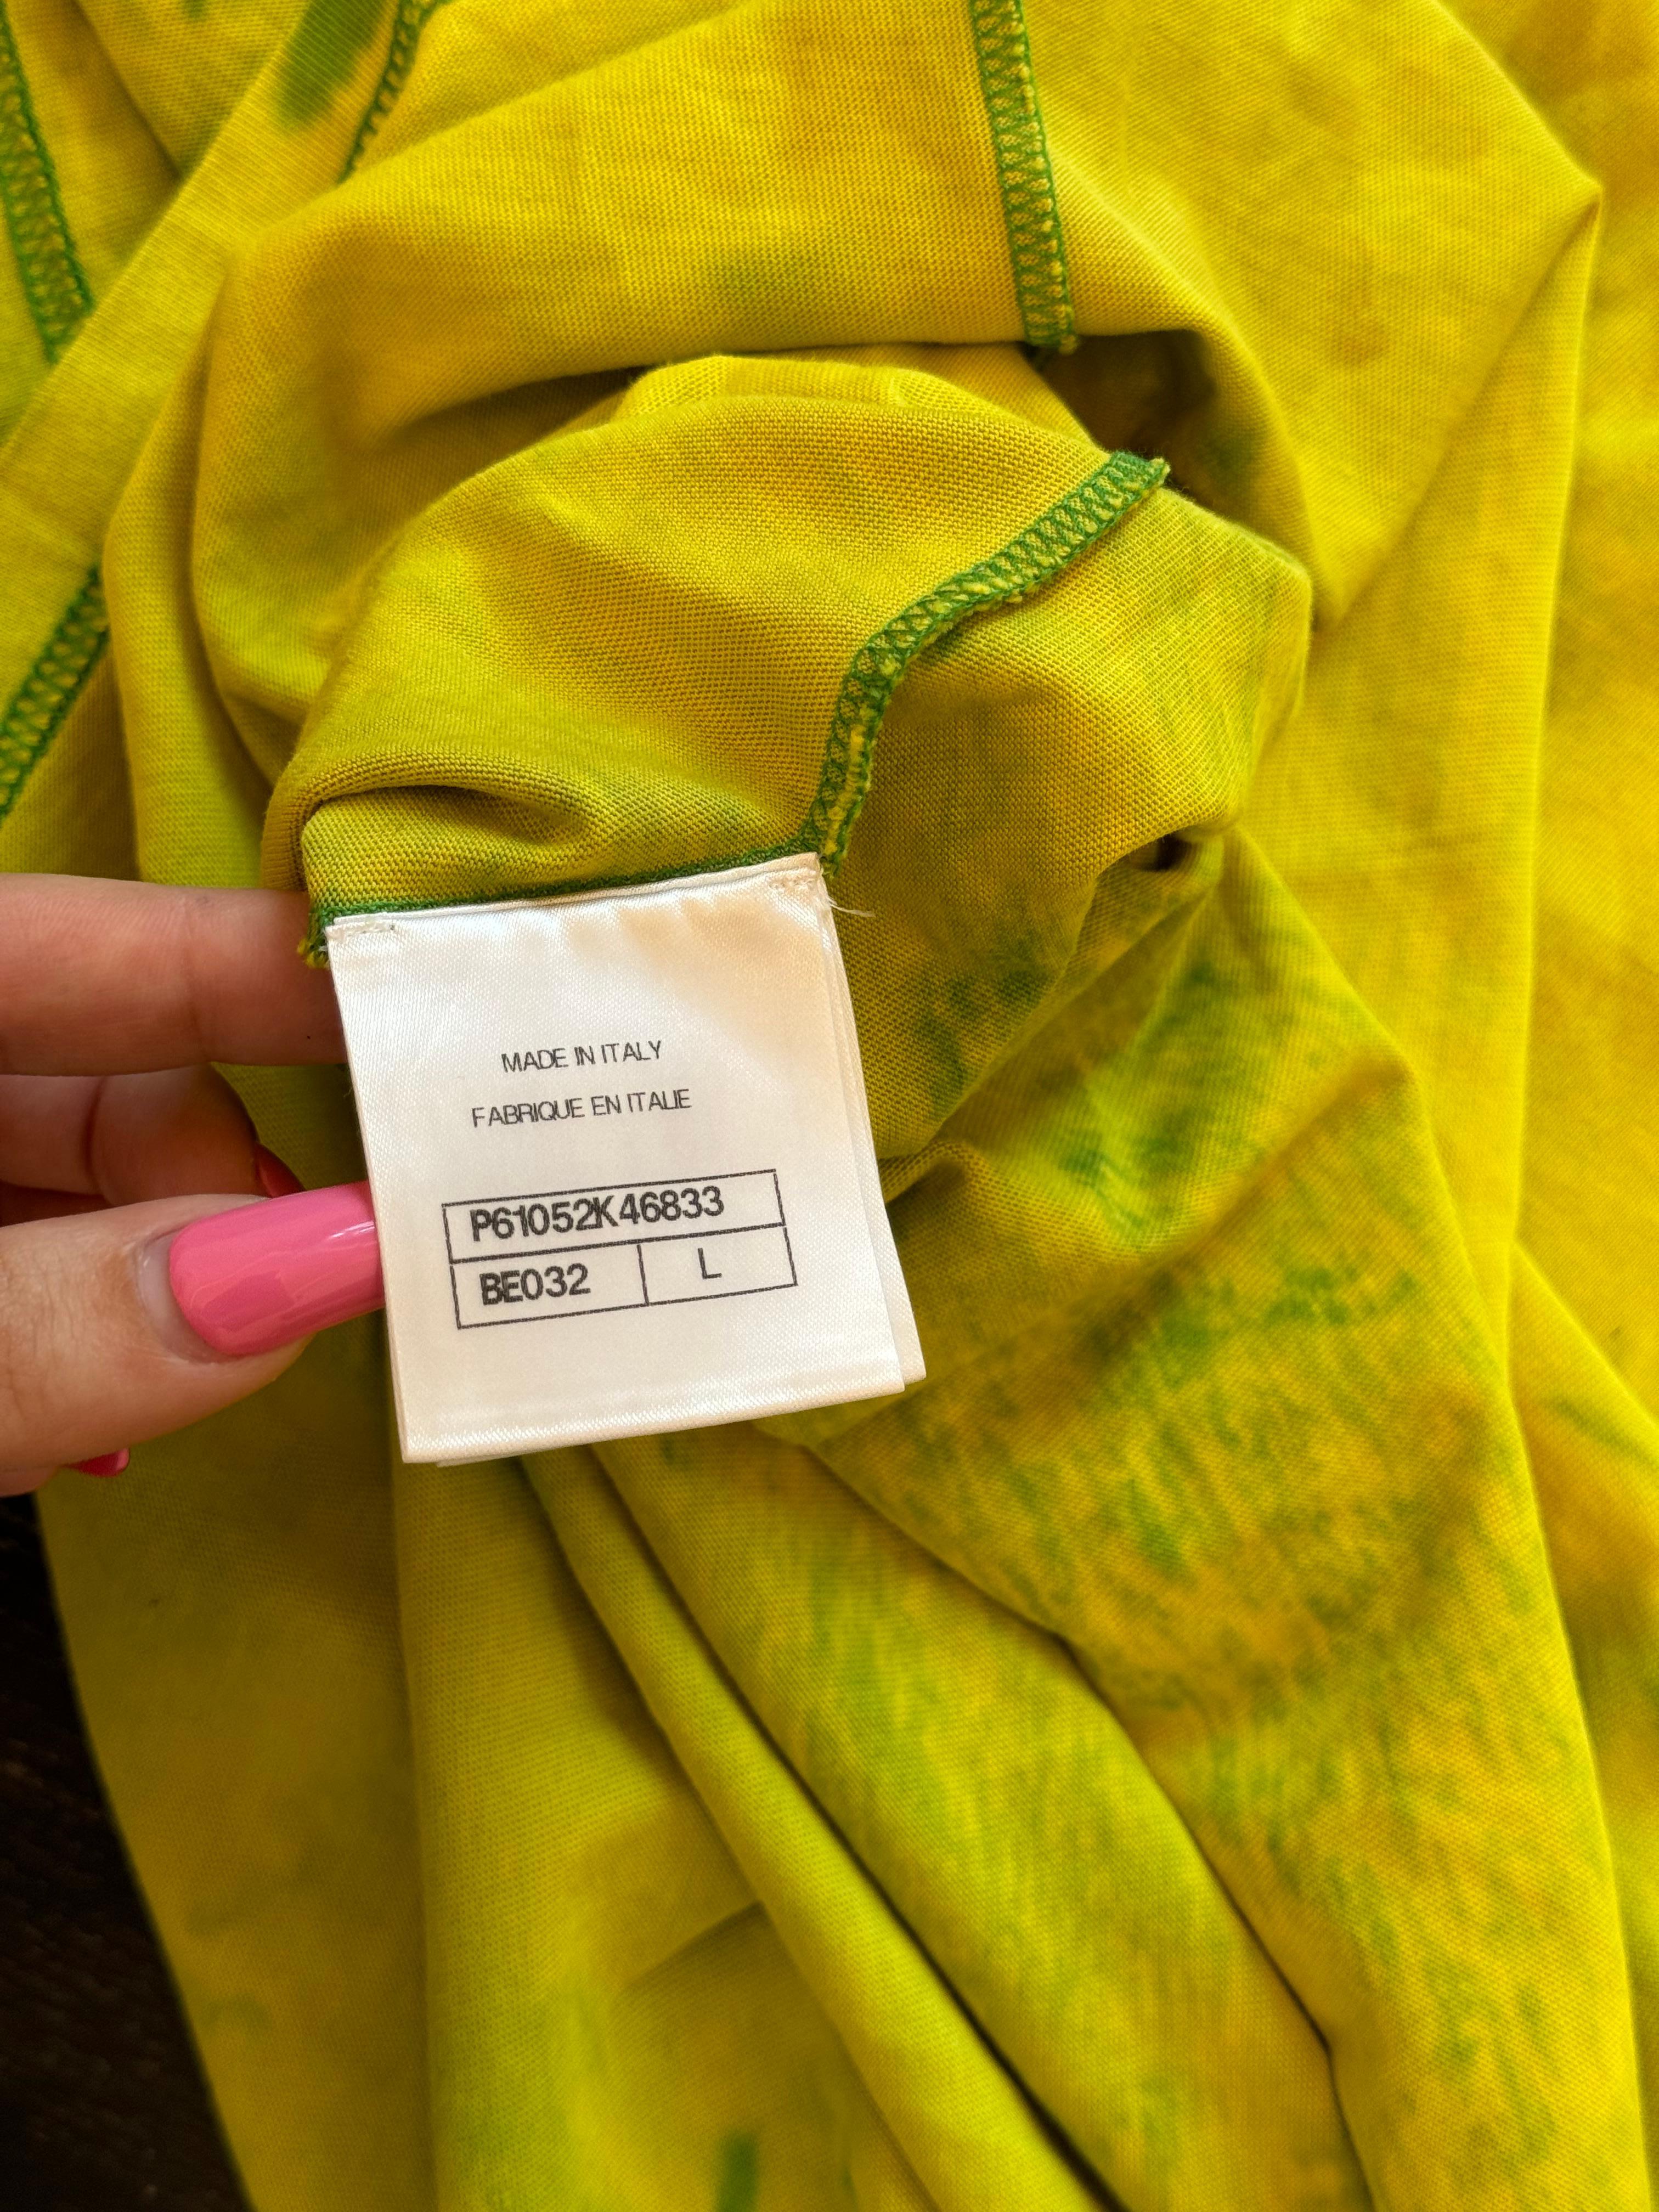 MADE IN ITALY
FABRIQUE EN ITALIE
P61052K46833
BE032 L